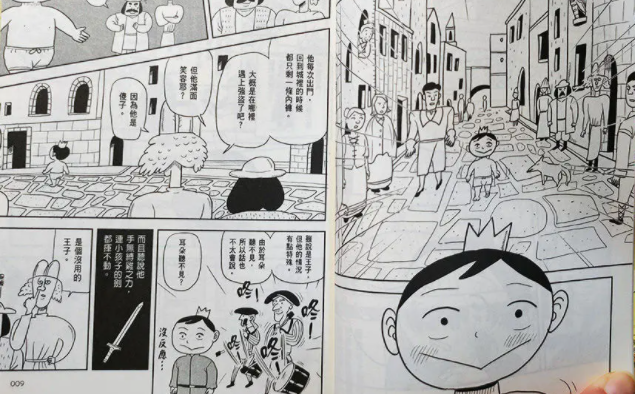 他每次出門，
回到城裡的時候
都只剩一條內褲。
大概是在哪裡
遇上強盜了吧？
但他滿面
笑容耶？
因為他是
傻子。
雖說是王子，
但他的情況
有點特殊。
由於耳朵
聽不見，
所以話也
不太會說。
耳朵聽不見？
咚！
咚！
咚！
咚！
沒反應…
而且聽說他
手無縛雞之力，
連小孩子的劍
都揮不動。
是個沒用的
王子。
009